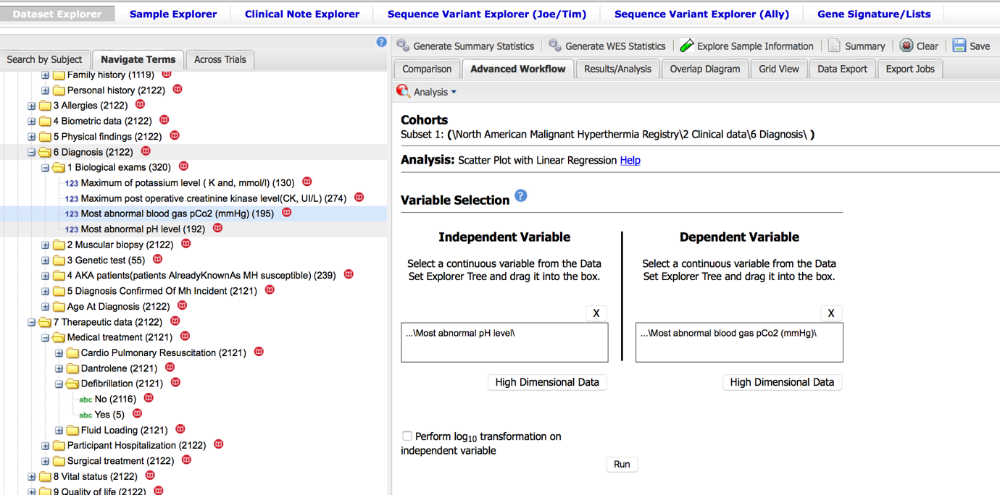 Dataset Explorer
Sample Explorer
Clinical Note Explorer
Sequence Variant Explorer (Joe/Tim)
Sequence Variant Explorer (Ally)
Gene Signature/Lists
?
Search by Subject
Navigate Terms
Across Trials
Family history (1119)
Personal history (2122)
3 Allergies (2122)
4 Biometric data (2122)
5 Physical findings (2122)
6 Diagnosis (2122)
1 Biological exams (320)
123 Maximum of potassium level ( K and, mmol/l) (130)
123 Maximum post operative creatinine kinase level(CK, UI/L) (274)
123 Most abnormal blood gas pCo2 (mmHg) (195)
123 Most abnormal pH level (192)
2 Muscular biopsy (2122)
3 Genetic test (55)
4 AKA patients(patients AlreadyKnownAs MH susceptible) (239)
5 Diagnosis Confirmed Of Mh Incident (2121)
Age At Diagnosis (2122)
7 Therapeutic data (2122)
Medical treatment (2121)
Cardio Pulmonary Resuscitation (2121)
Dantrolene (2121)
Defibrillation (2121)
abc No (2116)
abc Yes (5)
Fluid Loading (2121)
Participant Hospitalization (2122)
Surgical treatment (2122)
8 Vital status (2122)
9 Quality of life (2122)
Generate Summary Statistics
Generate WES Statistics
Explore Sample Information
Summary
Clear
Save
Comparison
Advanced Workflow
Results/Analysis
Overlap Diagram
Grid View
Data Export
Export Jobs
Analysis
Cohorts
Subset 1: (\North American Malignant Hyperthermia Registry\2 Clinical data\6 Diagnosis\ )
Analysis: Scatter Plot with Linear Regression Help
Variable Selection ?
Independent Variable
Select a continuous variable from the Data
Set Explorer Tree and drag it into the box.
X
...\Most abnormal pH level\
High Dimensional Data
Dependent Variable
Select a continuous variable from the Data
Set Explorer Tree and drag it into the box.
X
...\Most abnormal blood gas pCo2 (mmHg)\
High Dimensional Data
Perform log10 transformation on
independent variable
Run